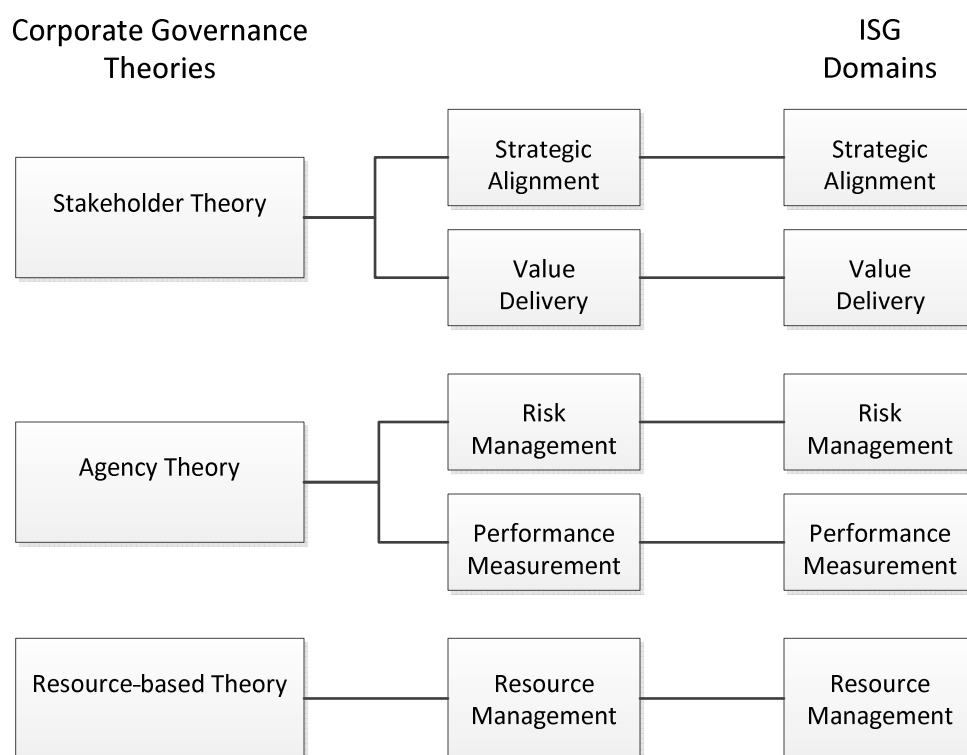 Corporate Governance
Theories
ISG
Domains
Stakeholder Theory
Strategic
Alignment
Strategic
Alignment
Value
Delivery
Value
Delivery
Agency Theory
Risk
Management
Risk
Management
Performance
Measurement
Performance
Measurement
Resource-based Theory
Resource
Management
Resource
Management